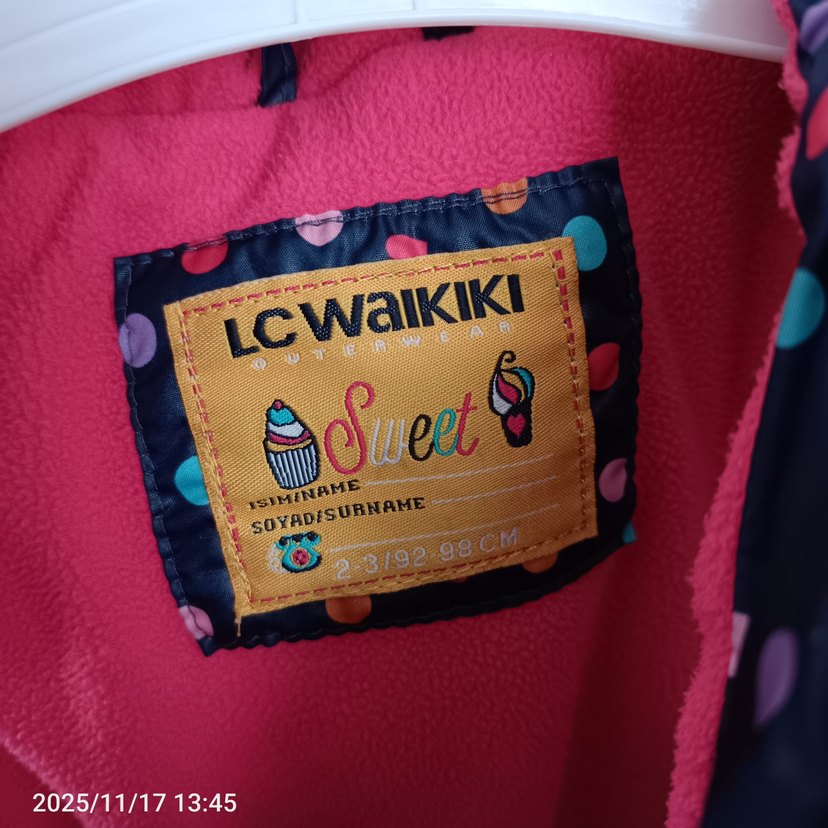 LC WAIKIKI
OUTERWEAR
Sweet
ISIM/NAME
SOYAD/SURNAME
2-3/92-98 CM
2025/11/17 13:45